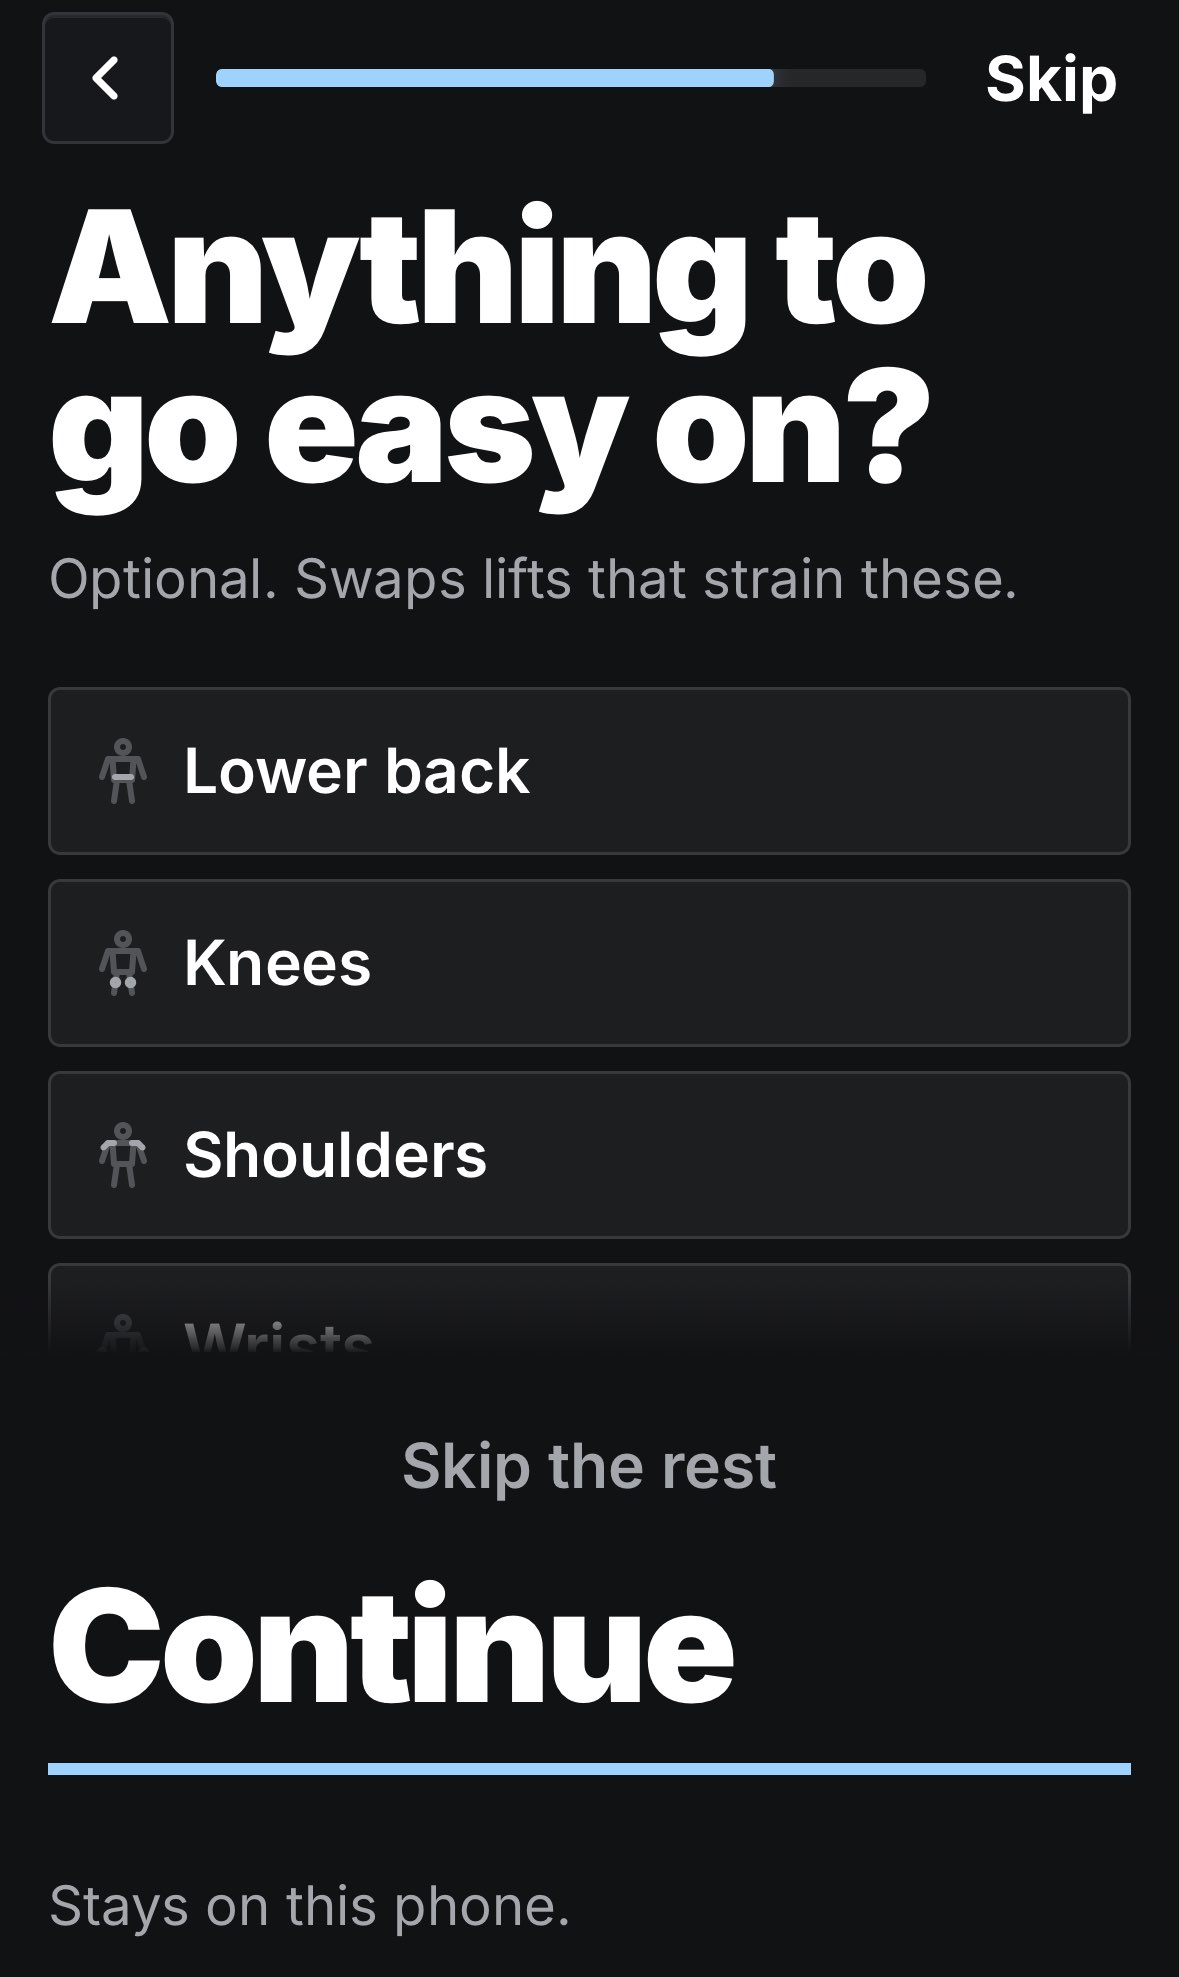 Skip
Anything to
go easy on?
Optional. Swaps lifts that strain these.
Lower back
Knees
Shoulders
Wrists
Skip the rest
Continue
Stays on this phone.